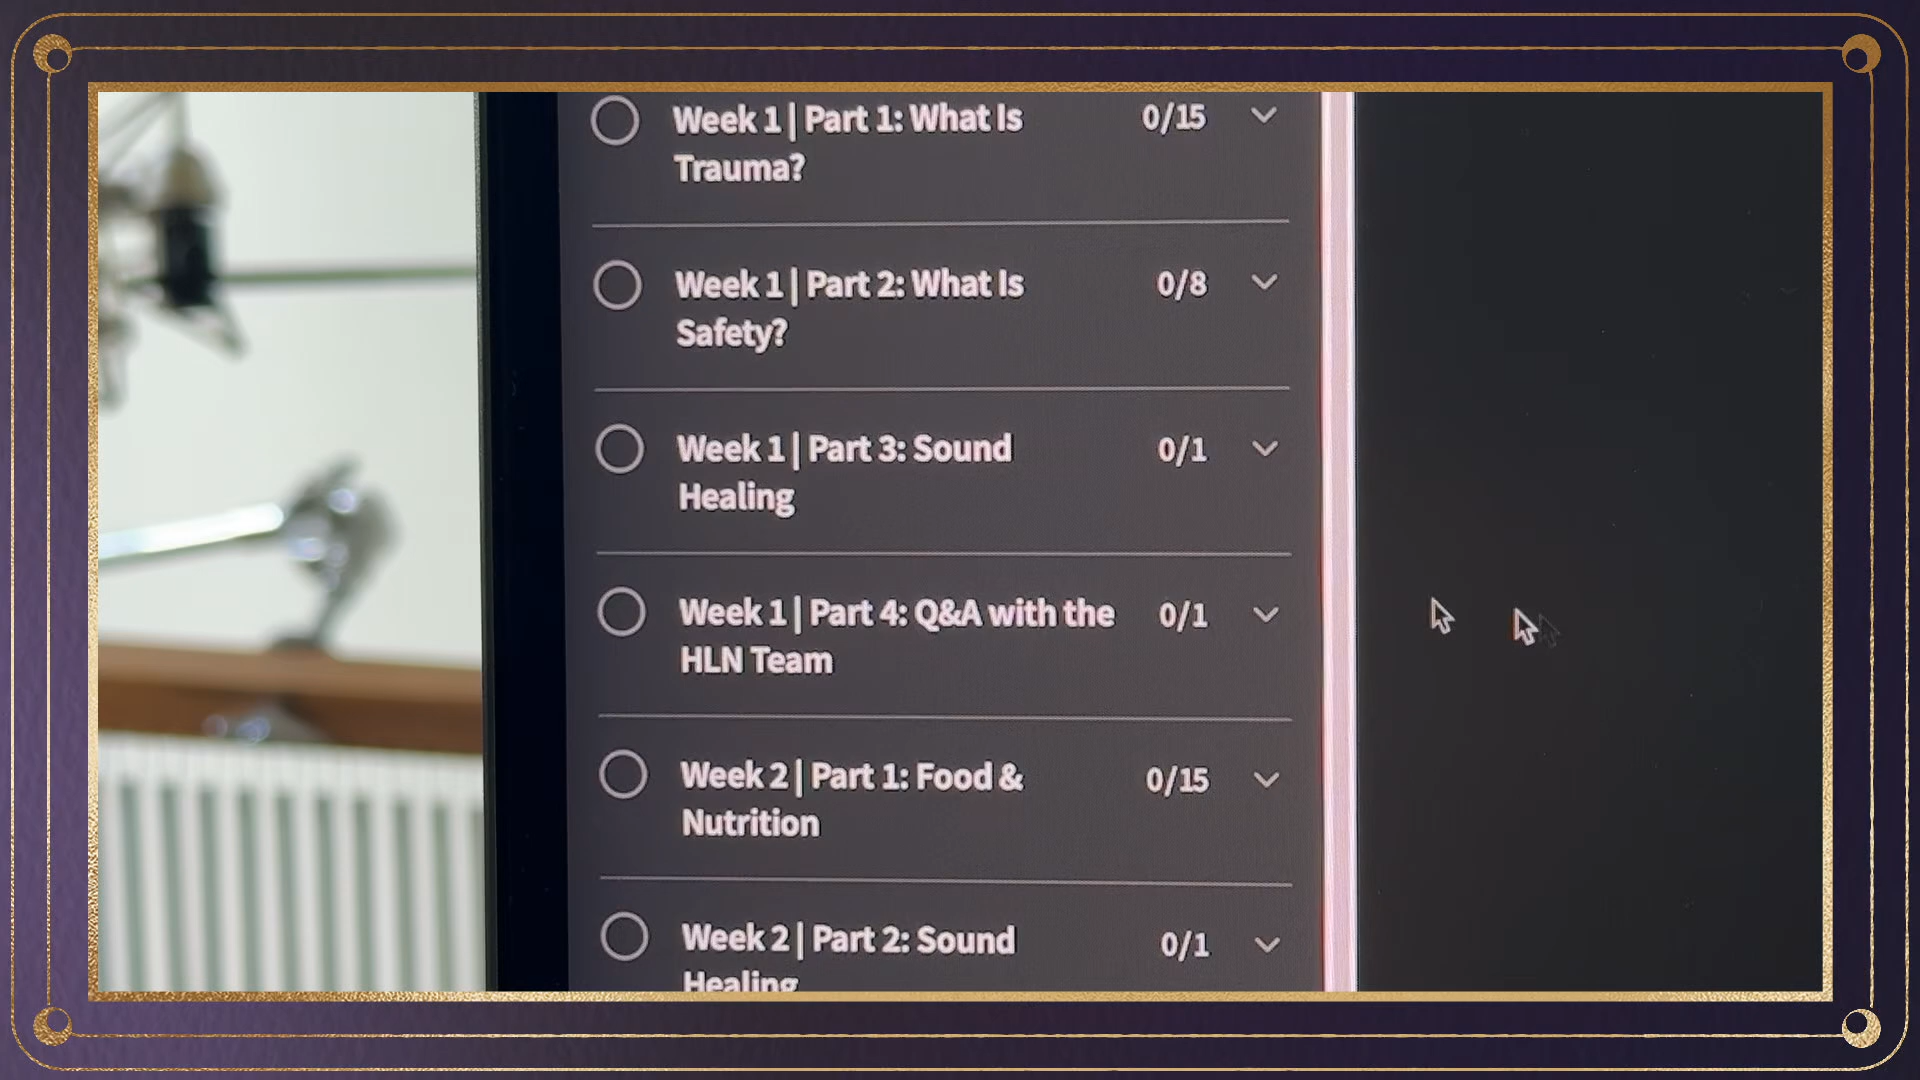 Week 1 | Part 1: What Is 0/15
Trauma?
Week 1 | Part 2: What Is 0/8
Safety?
Week 1 | Part 3: Sound 0/1
Healing
Week 1 | Part 4: Q&A with the 0/1
HLN Team
Week 2 | Part 1: Food & 0/15
Nutrition
Week 2 | Part 2: Sound 0/1
Healing